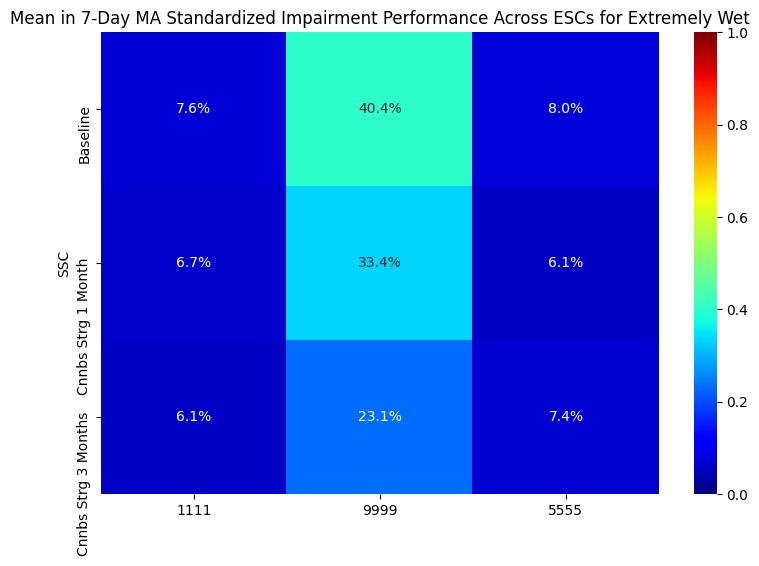 Mean in 7-Day MA Standardized Impairment Performance Across ESCs for Extremely Wet
SSC
Baseline
7.6% 40.4% 8.0%
Cnnbs Strg 1 Month
6.7% 33.4% 6.1%
Cnnbs Strg 3 Months
6.1% 23.1% 7.4%
1111 9999 5555
1.0
0.8
0.6
0.4
0.2
0.0